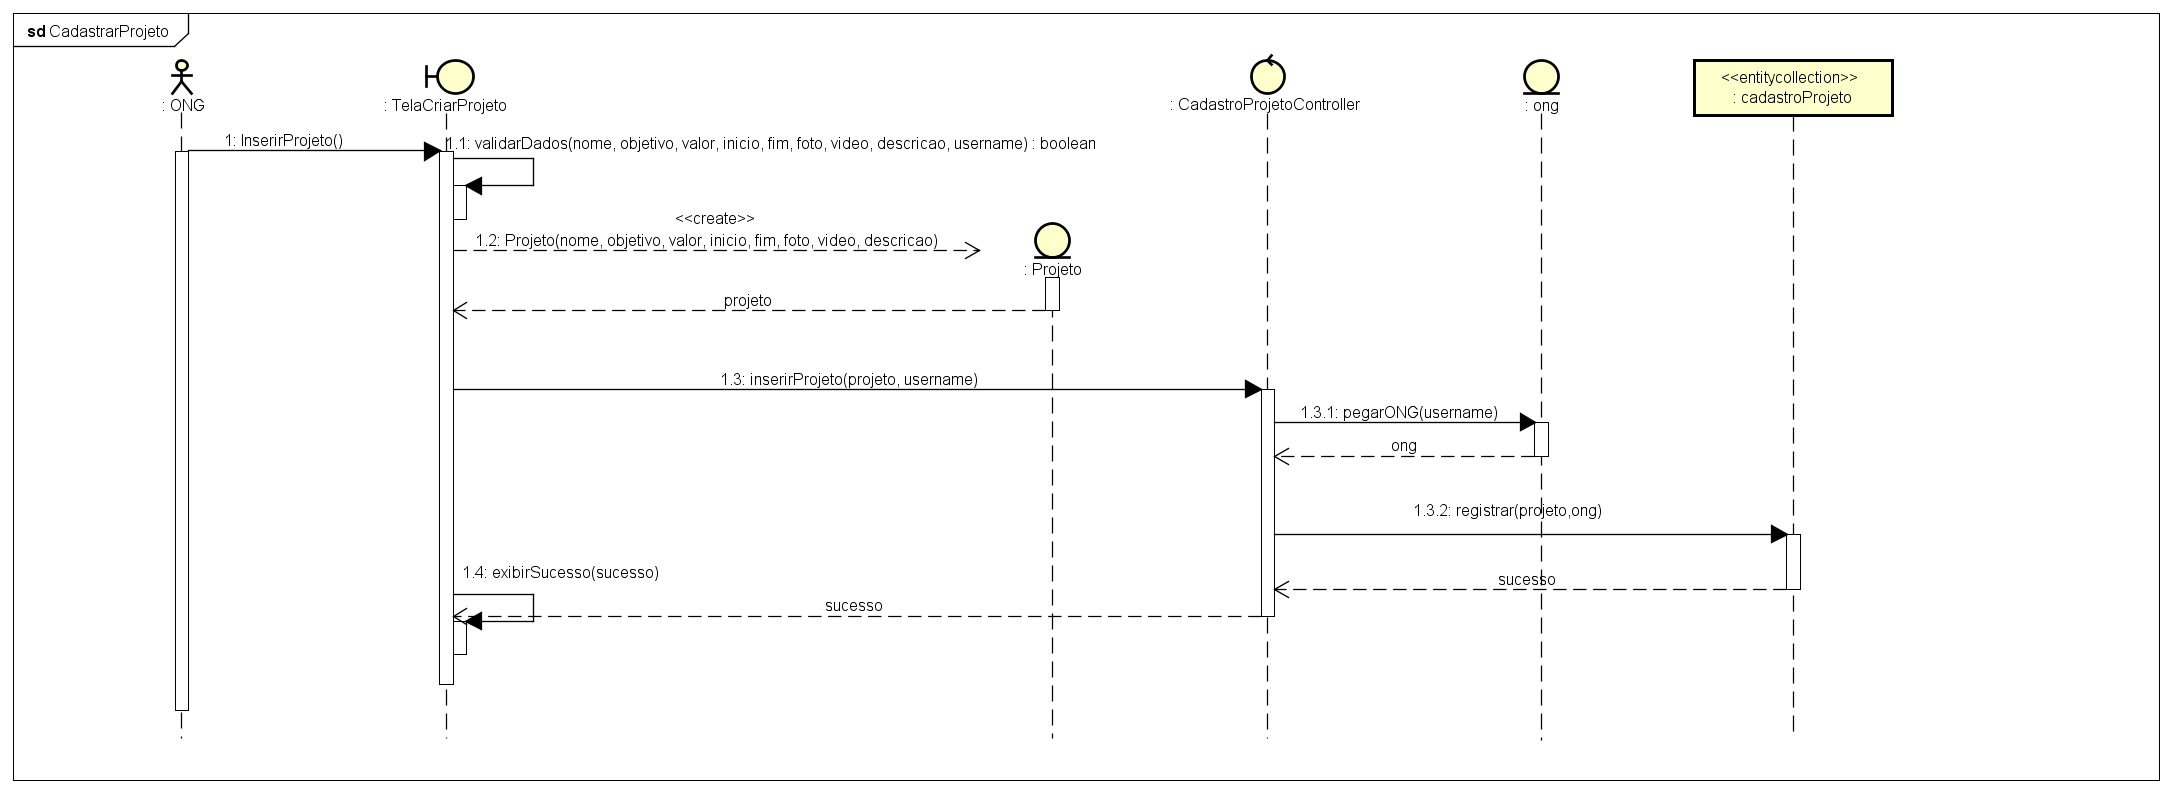 sd CadastrarProjeto
: ONG
: TelaCriarProjeto
: CadastroProjetoController
: ong
<<entitycollection>>
: cadastroProjeto
1: InserirProjeto()
1.1: validarDados(nome, objetivo, valor, inicio, fim, foto, video, descricao, username) : boolean
<<create>>
1.2: Projeto(nome, objetivo, valor, inicio, fim, foto, video, descricao)
: Projeto
projeto
1.3: inserirProjeto(projeto, username)
1.3.1: pegarONG(username)
ong
1.3.2: registrar(projeto,ong)
1.4: exibirSucesso(sucesso)
sucesso
sucesso